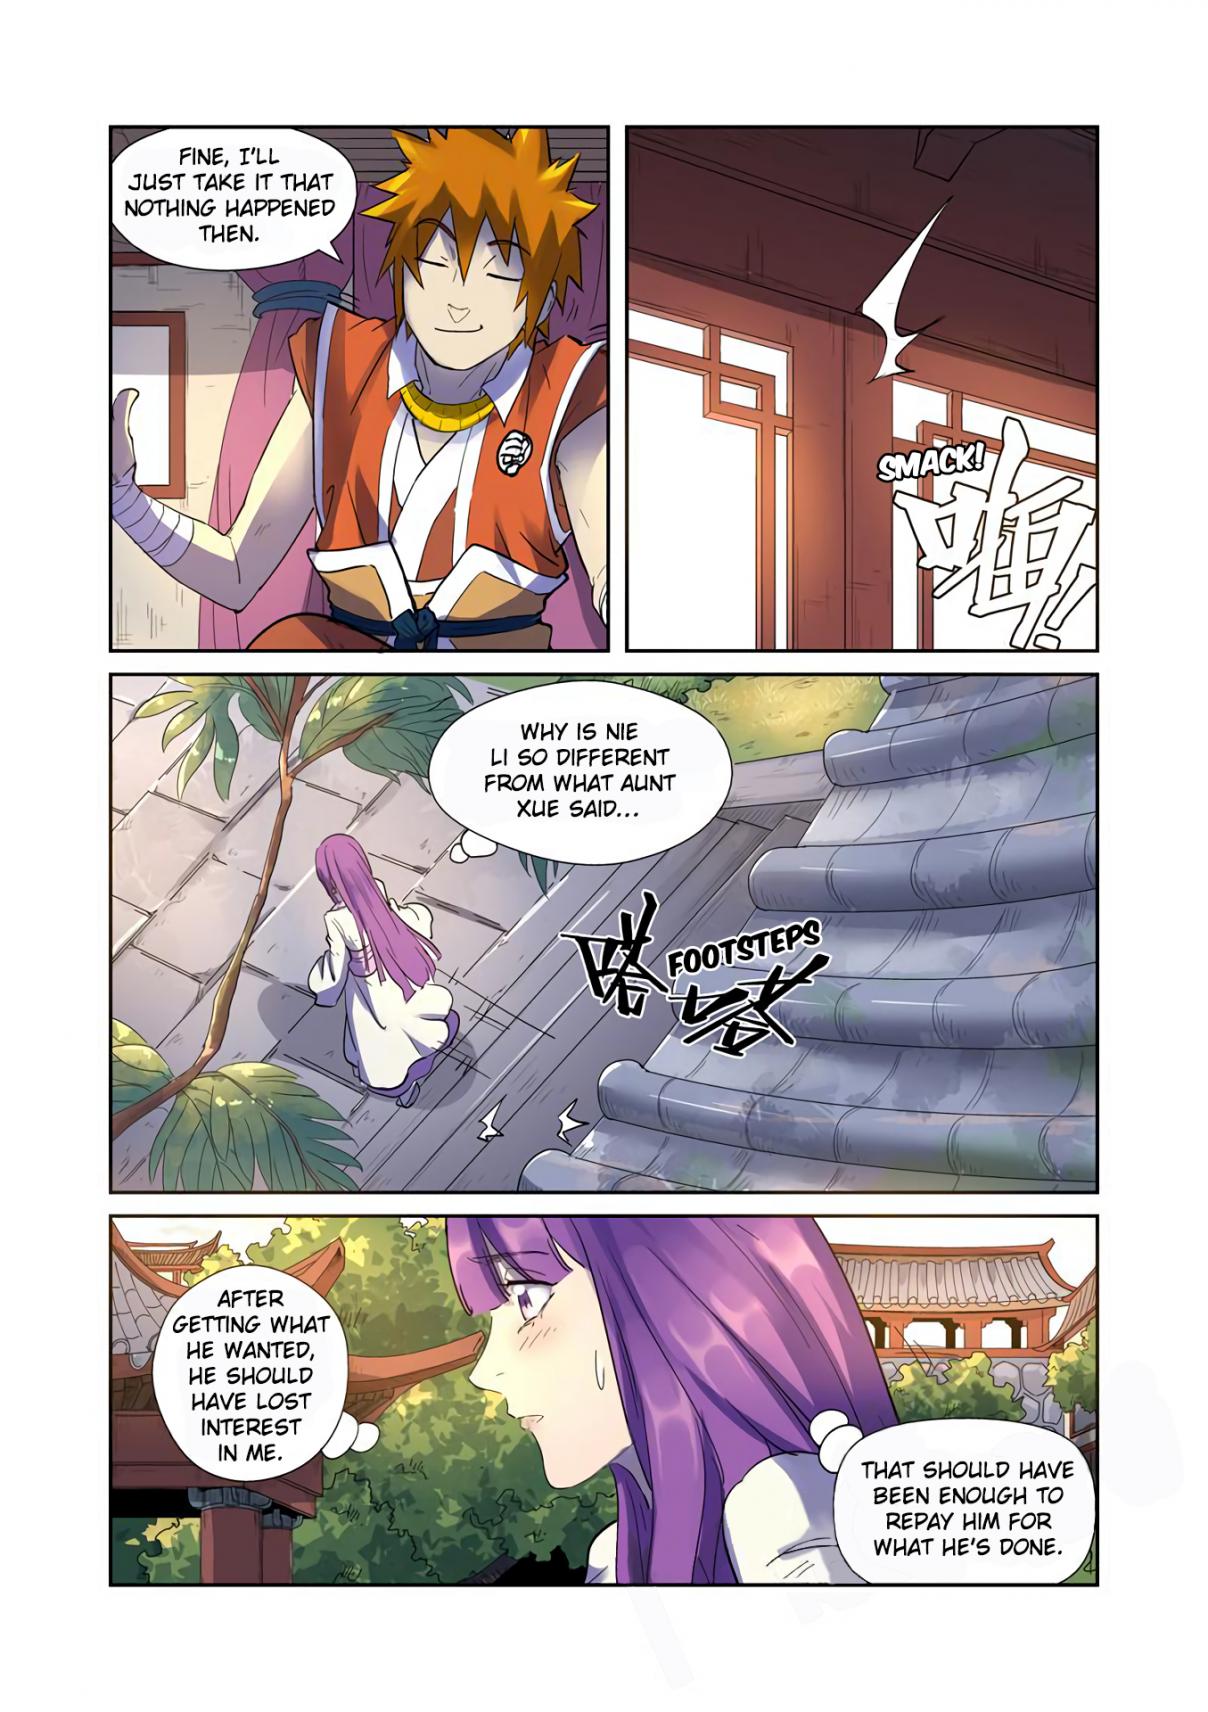 FINE, I'LL
JUST TAKE IT THAT
NOTHING HAPPENED
THEN.
SMACK!
WHY IS NIE
LI SO DIFFERENT
FROM WHAT AUNT
XUE SAID...
嗒
FOOTSTEPS
嗒
AFTER
GETTING WHAT
HE WANTED,
HE SHOULD
HAVE LOST
INTEREST
IN ME.
THAT SHOULD HAVE
BEEN ENOUGH TO
REPAY HIM FOR
WHAT HE'S DONE.